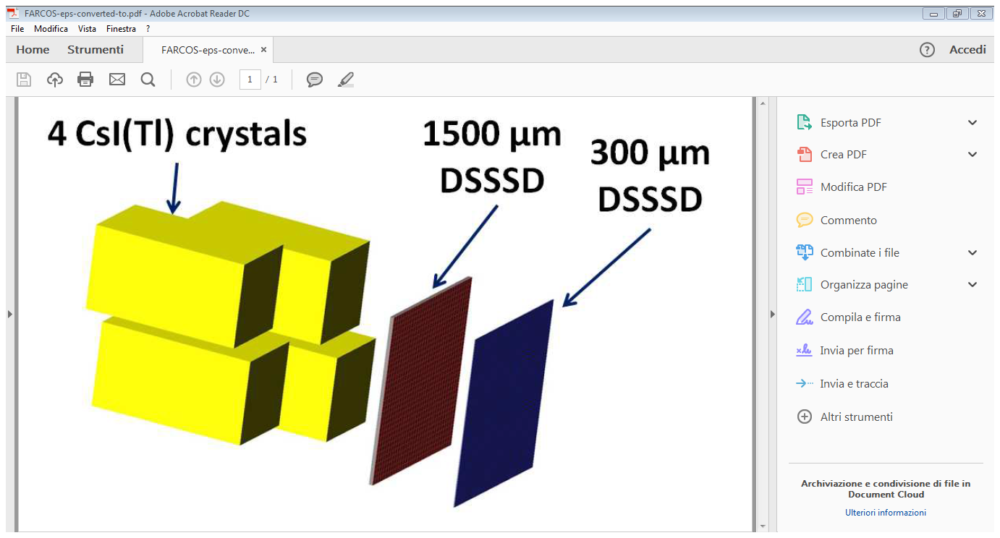 FARCOS-eps-converted-to.pdf - Adobe Acrobat Reader DC
File Modifica Vista Finestra ?
Home Strumenti FARCOS-eps-conve... × ? Accedi
1 / 1
4 CsI(Tl) crystals
1500 µm
DSSSD
300 µm
DSSSD
Esporta PDF
Crea PDF
Modifica PDF
Commento
Combinate i file
Organizza pagine
Compila e firma
Invia per firma
Invia e traccia
Altri strumenti
Archiviazione e condivisione di file in
Document Cloud
Ulteriori informazioni